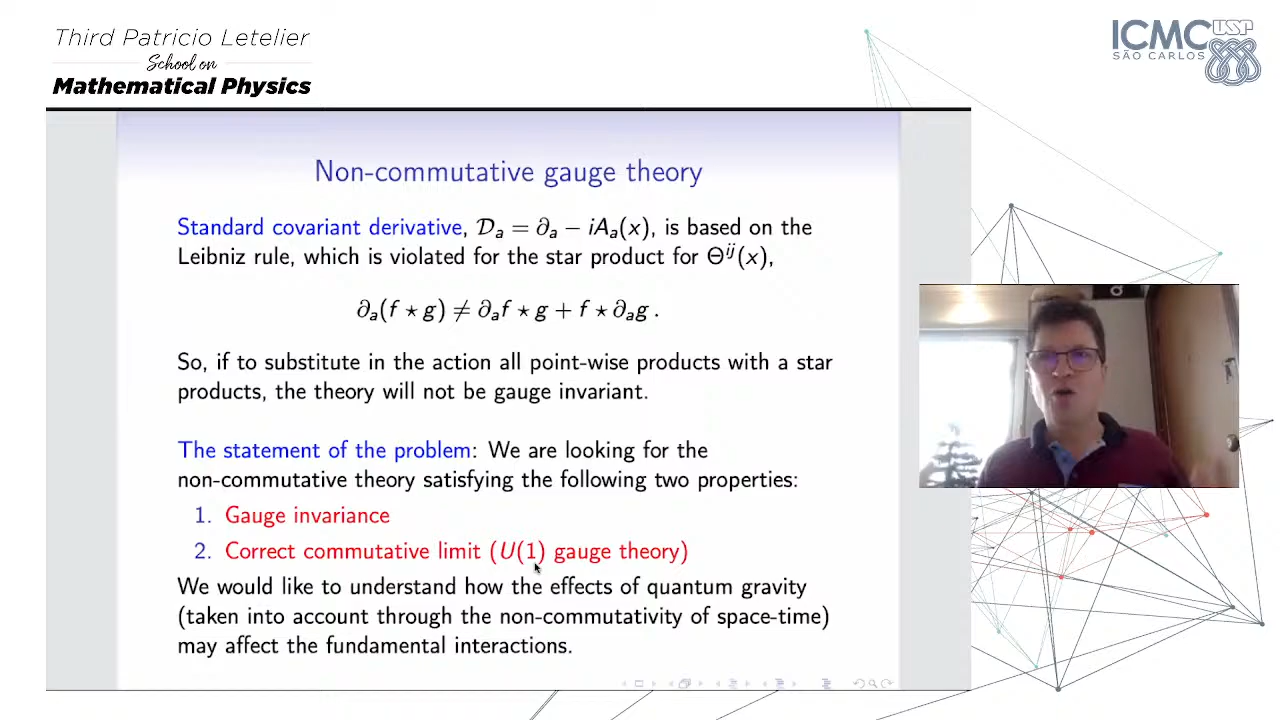 Third Patricio Letelier
School on
Mathematical Physics
ICMC USP
SÃO CARLOS
Non-commutative gauge theory
Standard covariant derivative, 𝒟ₐ = ∂ₐ − iAₐ(x), is based on the
Leibniz rule, which is violated for the star product for Θ^{ij}(x),
∂ₐ(f ⋆ g) ≠ ∂ₐf ⋆ g + f ⋆ ∂ₐg .
So, if to substitute in the action all point-wise products with a star
products, the theory will not be gauge invariant.
The statement of the problem: We are looking for the
non-commutative theory satisfying the following two properties:
1. Gauge invariance
2. Correct commutative limit (U(1) gauge theory)
We would like to understand how the effects of quantum gravity
(taken into account through the non-commutativity of space-time)
may affect the fundamental interactions.